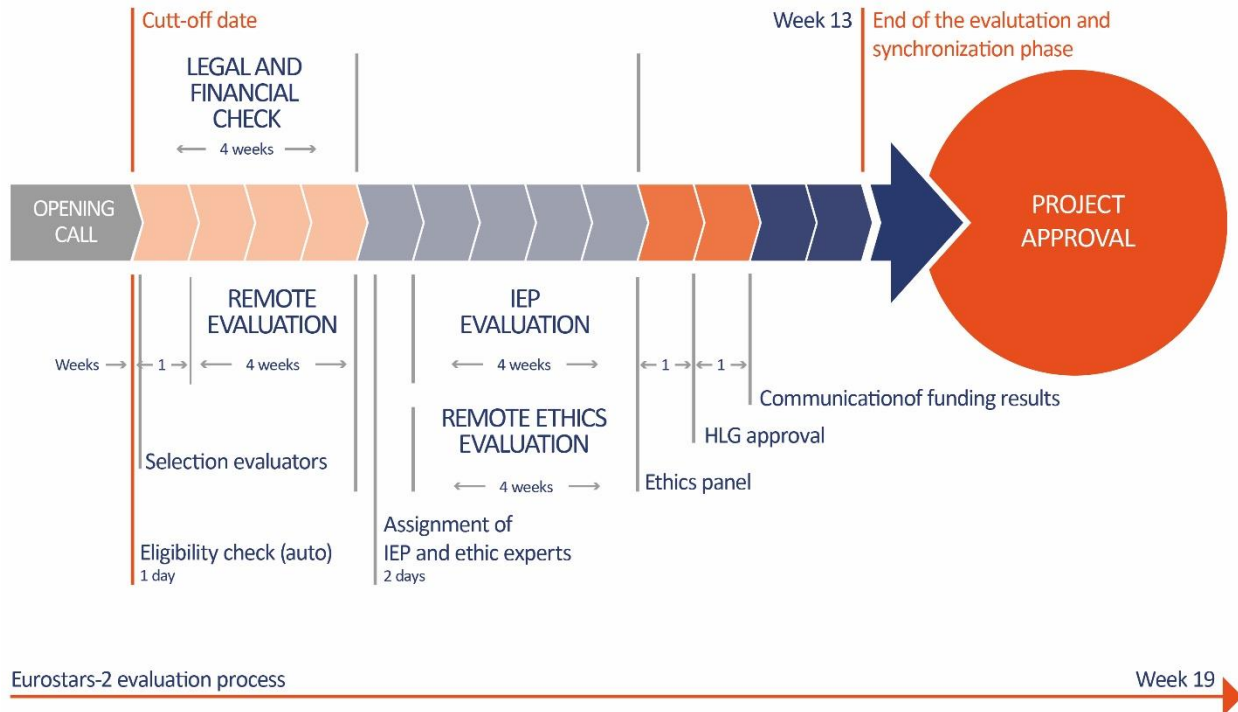 Cutt-off date
Week 13
End of the evalutation and
synchronization phase
LEGAL AND
FINANCIAL
CHECK
← 4 weeks →
OPENING
CALL
PROJECT
APPROVAL
REMOTE
EVALUATION
IEP
EVALUATION
Weeks →
← 1 →
← 4 weeks →
← 4 weeks →
← 1 →
← 1 →
Communicationof funding results
REMOTE ETHICS
EVALUATION
HLG approval
Selection evaluators
← 4 weeks →
Ethics panel
Assignment of
IEP and ethic experts
2 days
Eligibility check (auto)
1 day
Eurostars-2 evaluation process
Week 19